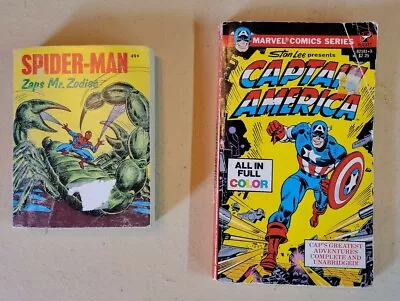 SPIDER-MAN
49¢
Zaps Mr. Zodiac
MARVEL COMICS SERIES
Stan Lee presents
CAPTAIN
AMERICA
ALL IN
FULL
COLOR
CAP'S GREATEST
ADVENTURES
COMPLETE AND
UNABRIDGED!